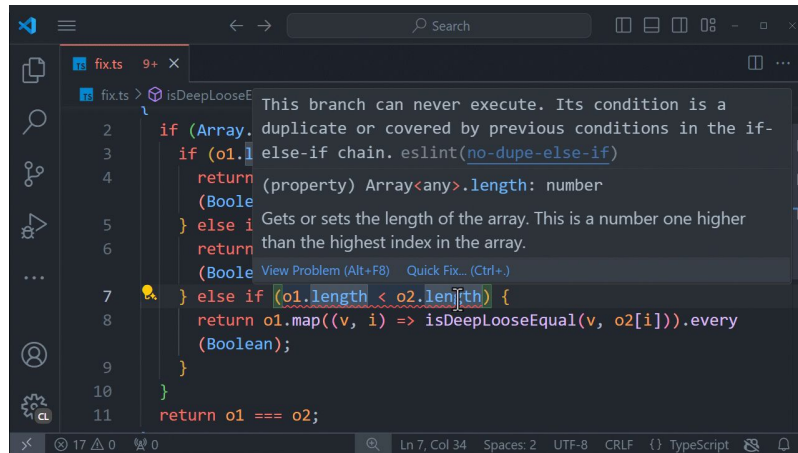 Search
TS fix.ts 9+
TS fix.ts > isDeepLooseE
This branch can never execute. Its condition is a
duplicate or covered by previous conditions in the if-
else-if chain. eslint(no-dupe-else-if)
(property) Array<any>.length: number
Gets or sets the length of the array. This is a number one higher
than the highest index in the array.
View Problem (Alt+F8) Quick Fix... (Ctrl+.)
{
2 if (Array.
3 if (o1.l
4 return
(Boole
5 } else i
6 return
(Boole
7 } else if (o1.length < o2.length) {
8 return o1.map((v, i) => isDeepLooseEqual(v, o2[i])).every
(Boolean);
9 }
10 }
11 return o1 === o2;
CL
17 0 0 Ln 7, Col 34 Spaces: 2 UTF-8 CRLF {} TypeScript